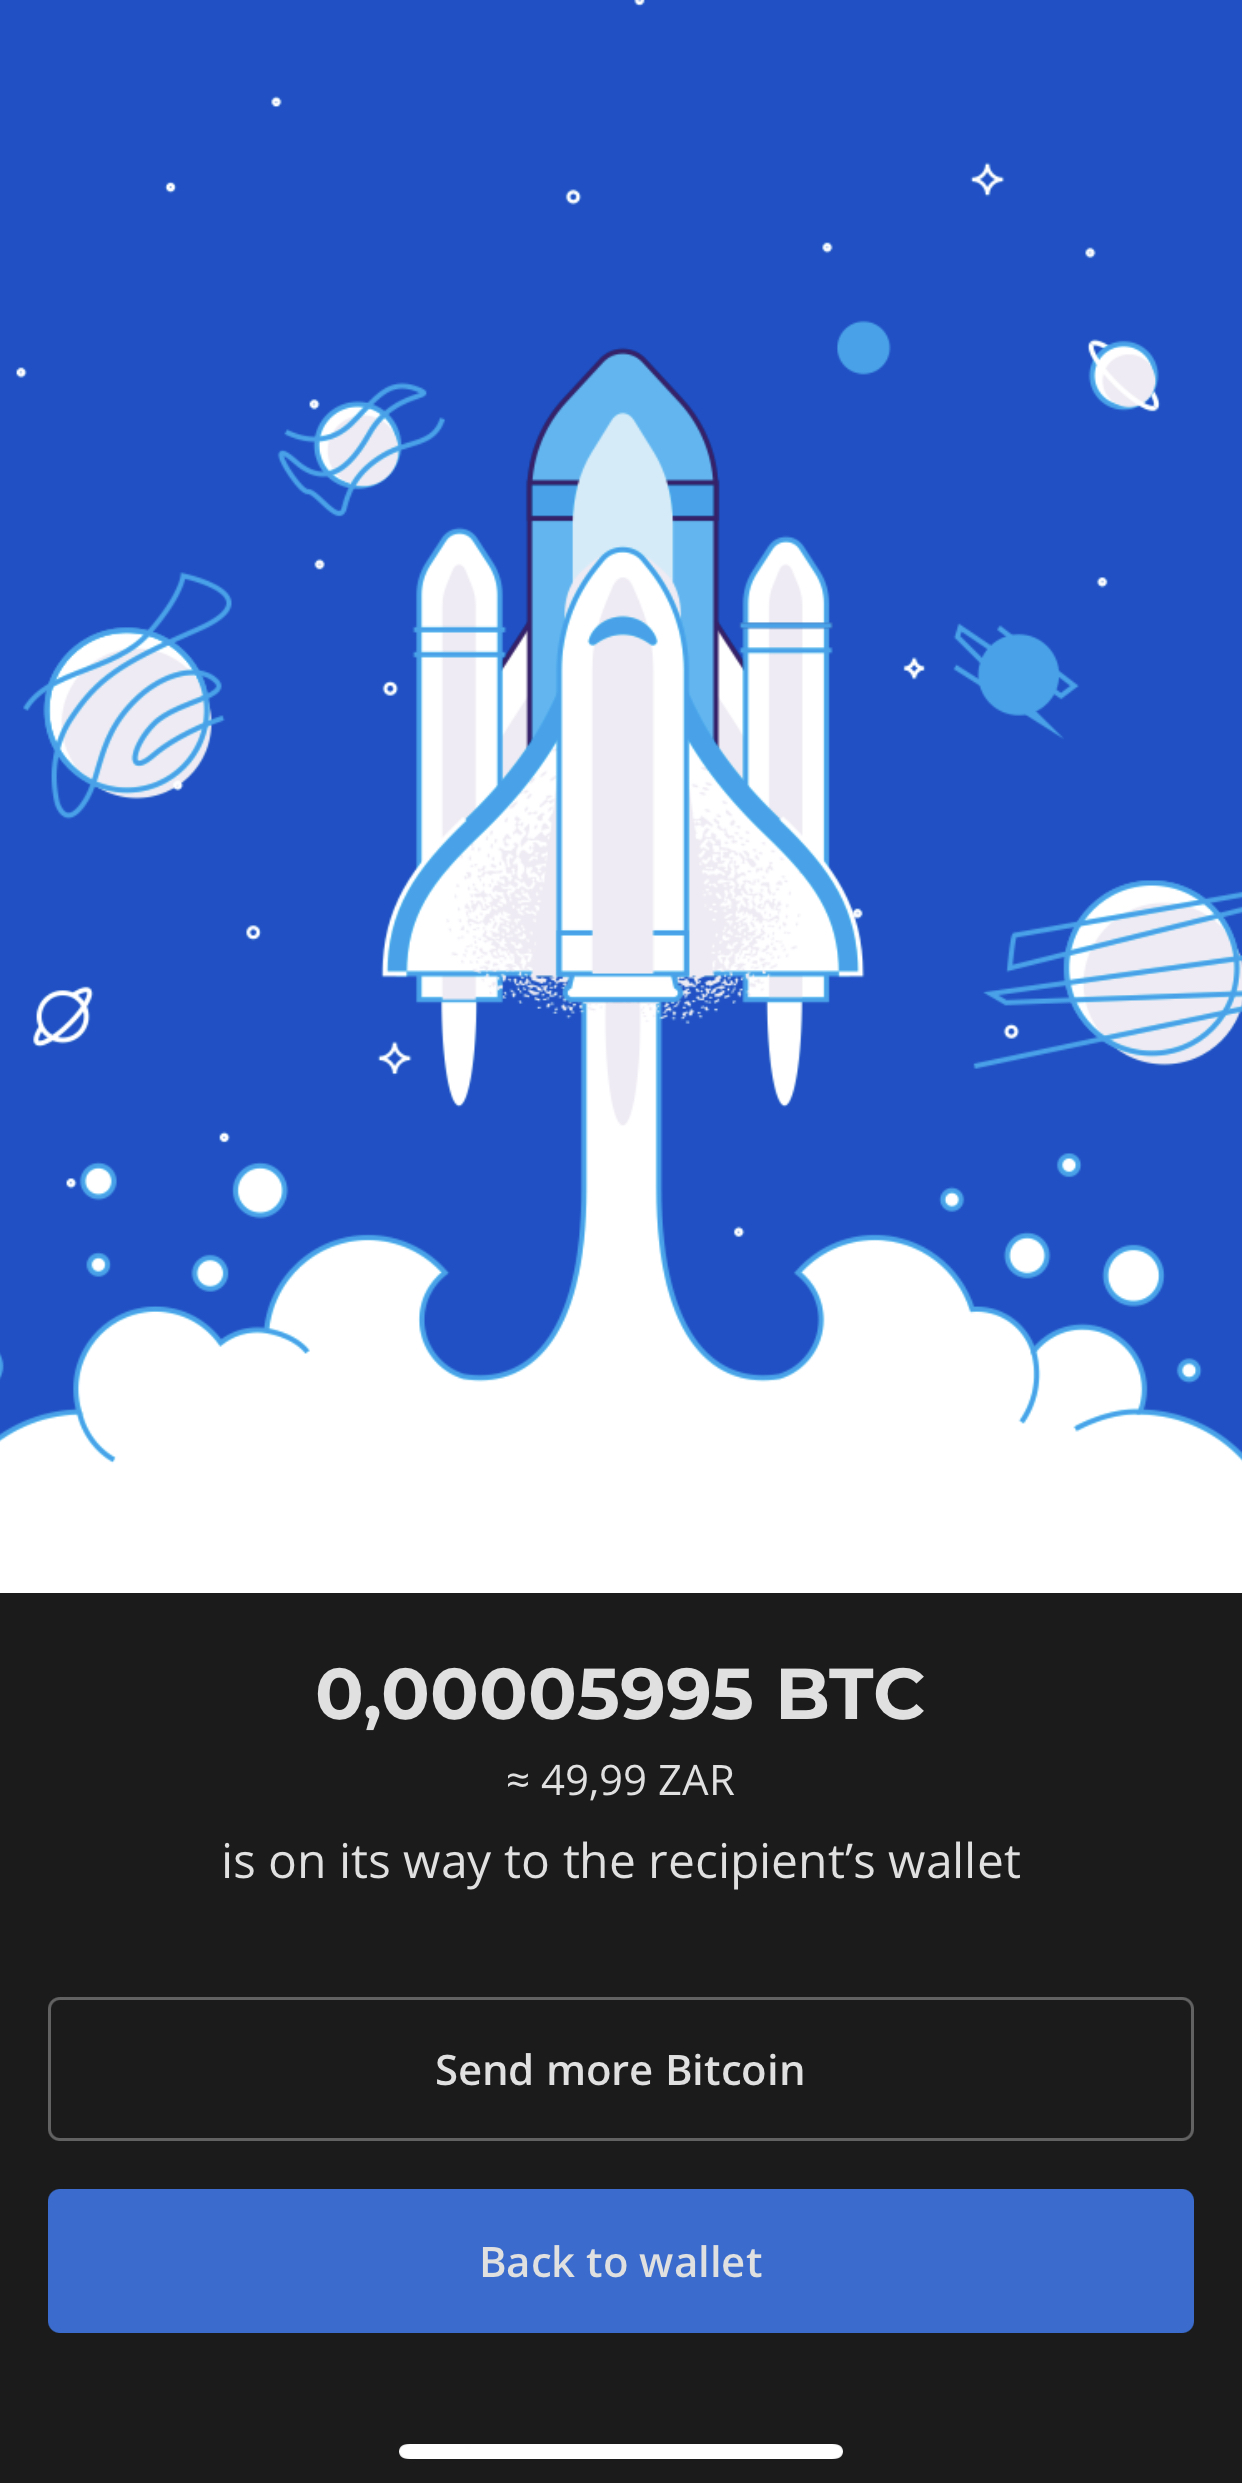 0,00005995 BTC
≈ 49,99 ZAR
is on its way to the recipient’s wallet
Send more Bitcoin
Back to wallet